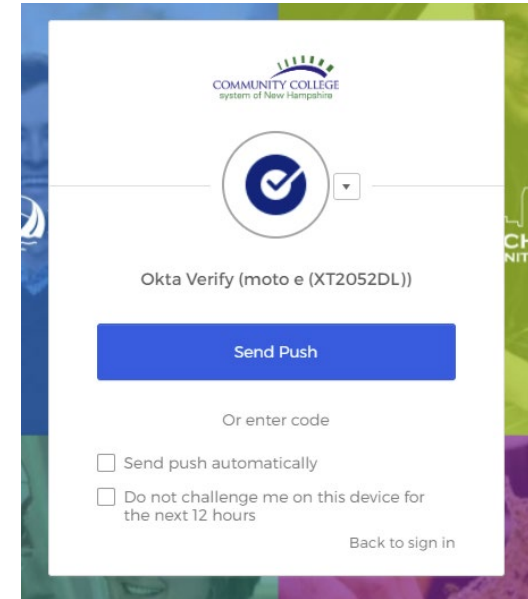 COMMUNITY COLLEGE
system of New Hampshire
Okta Verify (moto e (XT2052DL))
Send Push
Or enter code
Send push automatically
Do not challenge me on this device for
the next 12 hours
Back to sign in